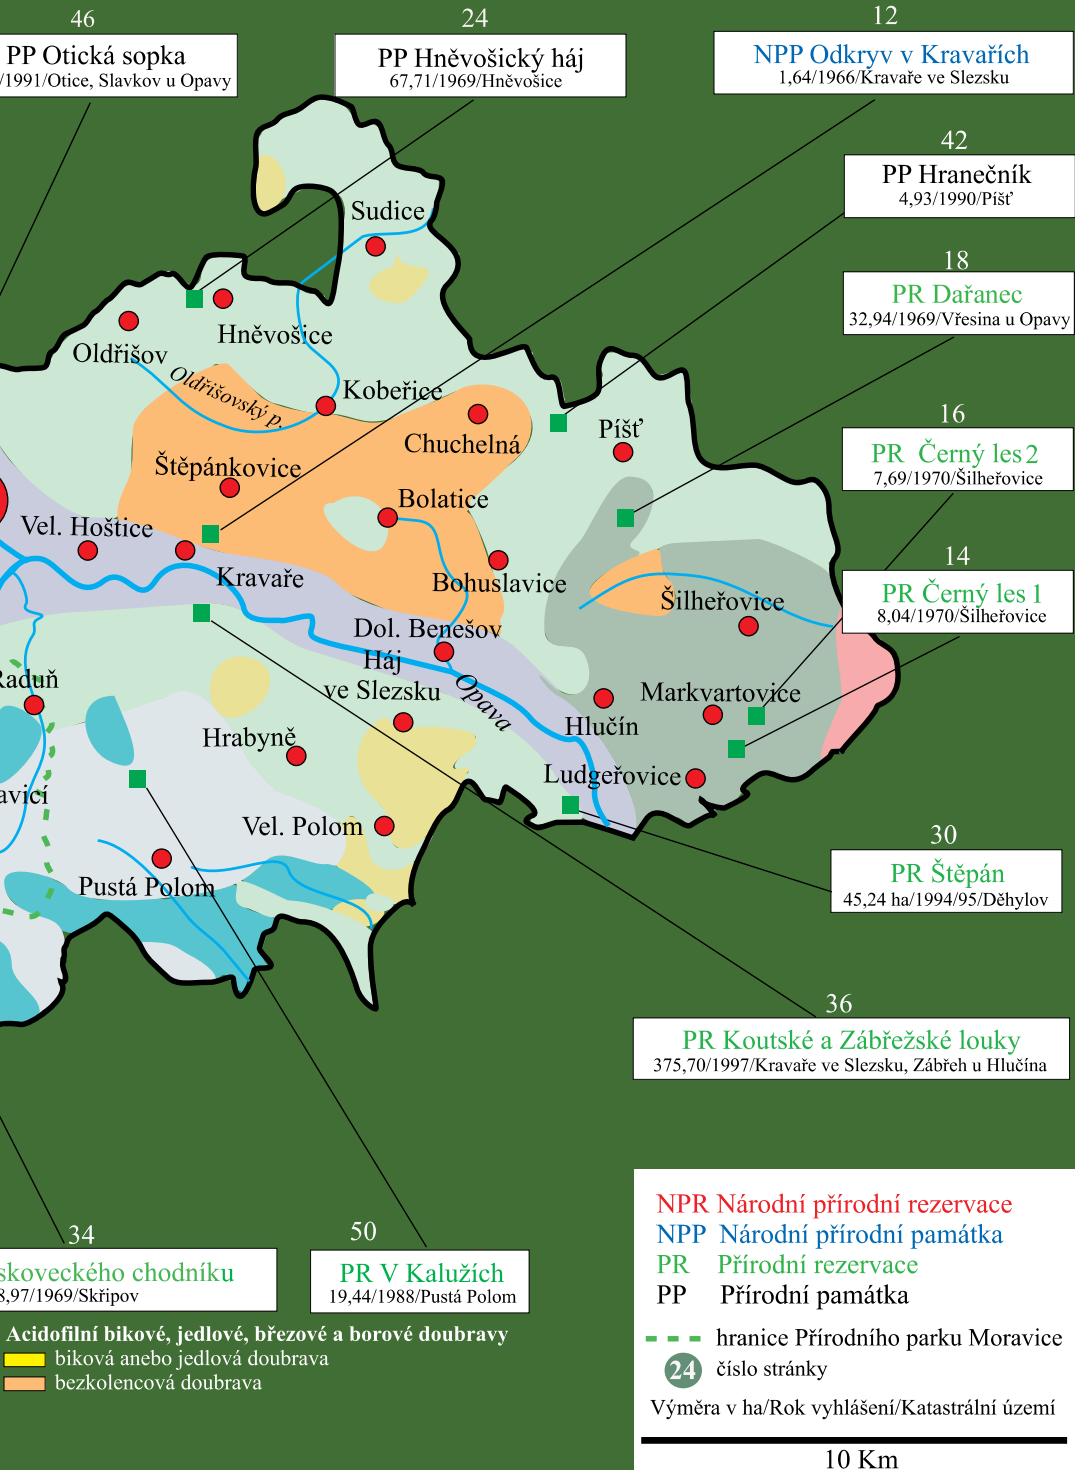 46
PP Otická sopka
/1991/Otice, Slavkov u Opavy
24
PP Hněvošický háj
67,71/1969/Hněvošice
12
NPP Odkryv v Kravařích
1,64/1966/Kravaře ve Slezsku
42
PP Hranečník
4,93/1990/Píšť
18
PR Dařanec
32,94/1969/Vřesina u Opavy
16
PR Černý les 2
7,69/1970/Šilheřovice
14
PR Černý les 1
8,04/1970/Šilheřovice
Sudice
Hněvošice
Oldřišov
Oldřišovský p.
Kobeřice
Chuchelná
Píšť
Štěpánkovice
Bolatice
Vel. Hoštice
Kravaře
Bohuslavice
Šilheřovice
Dol. Benešov
Háj
ve Slezsku
Opava
Raduň
Markvartovice
Hlučín
Hrabyně
Ludgeřovice
avicí
Vel. Polom
Pustá Polom
30
PR Štěpán
45,24 ha/1994/95/Děhylov
36
PR Koutské a Zábřežské louky
375,70/1997/Kravaře ve Slezsku, Zábřeh u Hlučína
34
skoveckého chodníku
8,97/1969/Skřipov
50
PR V Kalužích
19,44/1988/Pustá Polom
Acidofilní bikové, jedlové, březové a borové doubravy
biková anebo jedlová doubrava
bezkolencová doubrava
NPR Národní přírodní rezervace
NPP Národní přírodní památka
PR Přírodní rezervace
PP Přírodní památka
hranice Přírodního parku Moravice
24 číslo stránky
Výměra v ha/Rok vyhlášení/Katastrální území
10 Km